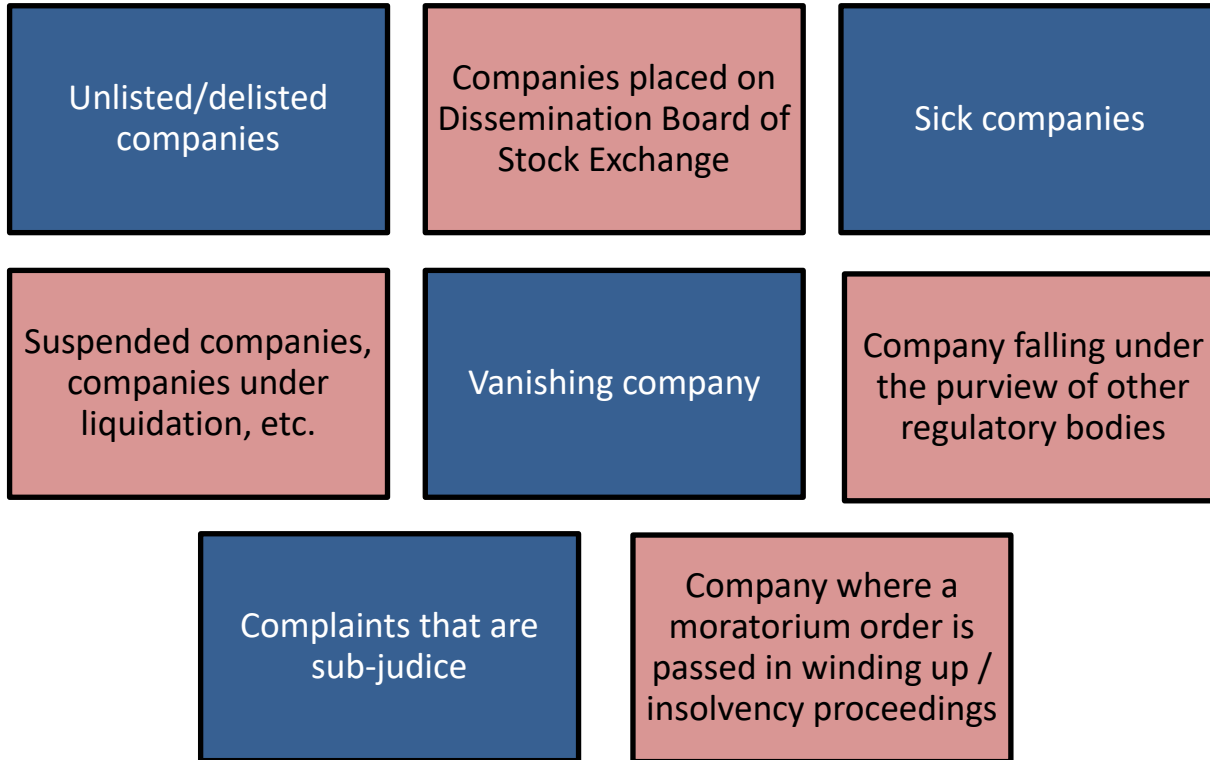 Unlisted/delisted
companies
Companies placed on
Dissemination Board of
Stock Exchange
Sick companies
Suspended companies,
companies under
liquidation, etc.
Vanishing company
Company falling under
the purview of other
regulatory bodies
Complaints that are
sub-judice
Company where a
moratorium order is
passed in winding up /
insolvency proceedings